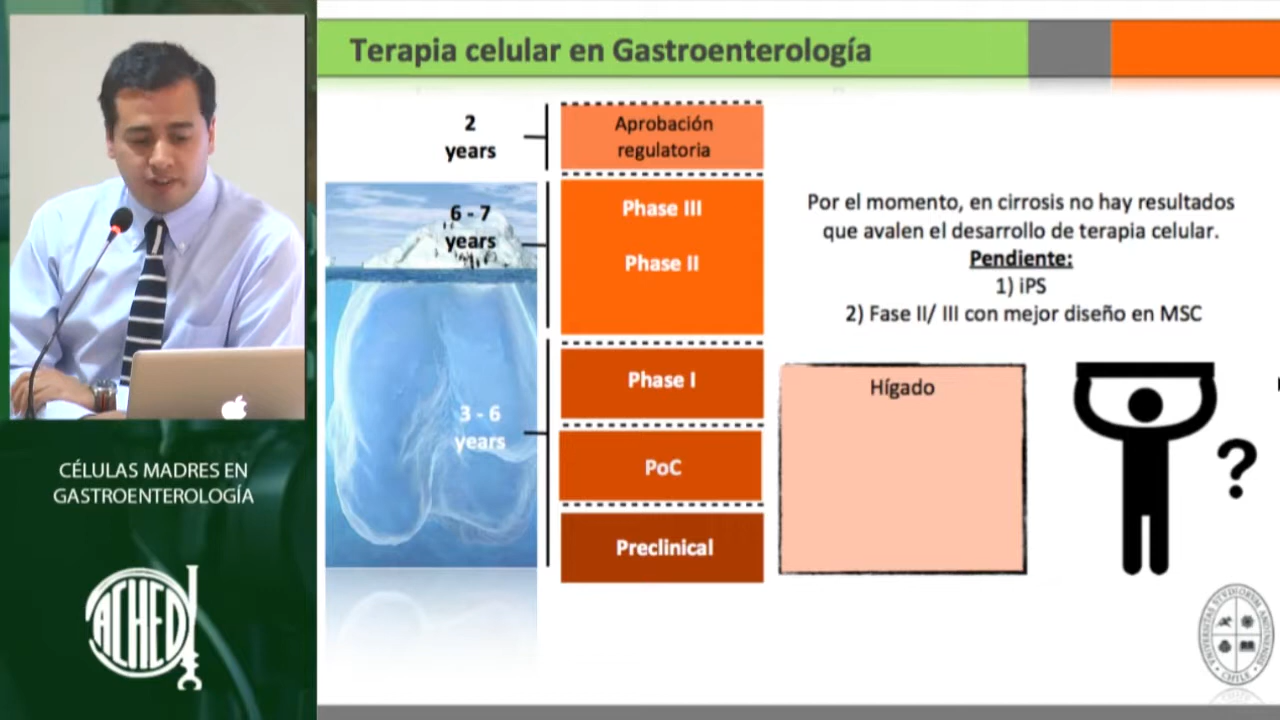 Terapia celular en Gastroenterología
2
years
Aprobación
regulatoria
6 - 7
years
Phase III
Phase II
Por el momento, en cirrosis no hay resultados
que avalen el desarrollo de terapia celular.
Pendiente:
1) iPS
2) Fase II/ III con mejor diseño en MSC
3 - 6
years
Phase I
PoC
Preclinical
Hígado
?
CÉLULAS MADRES EN
GASTROENTEROLOGÍA
ACHED